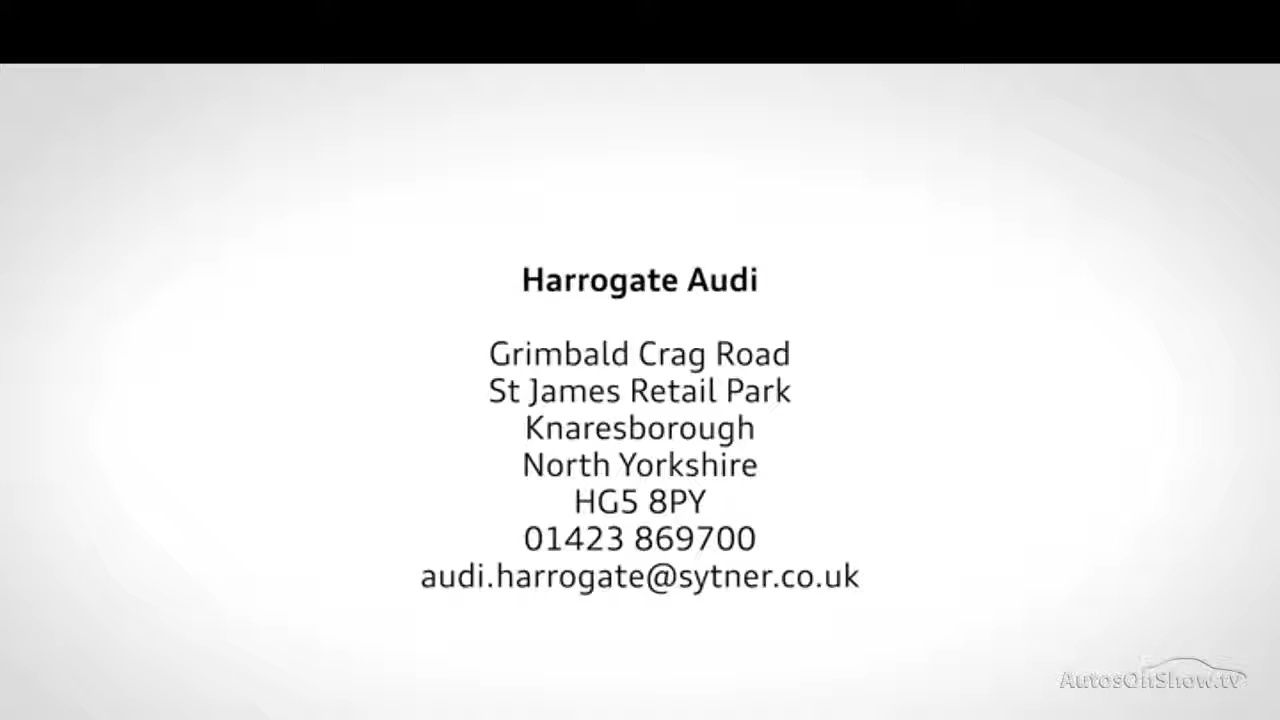 Harrogate Audi
Grimbald Crag Road
St James Retail Park
Knaresborough
North Yorkshire
HG5 8PY
01423 869700
audi.harrogate@sytner.co.uk
AutosOnShow.tv